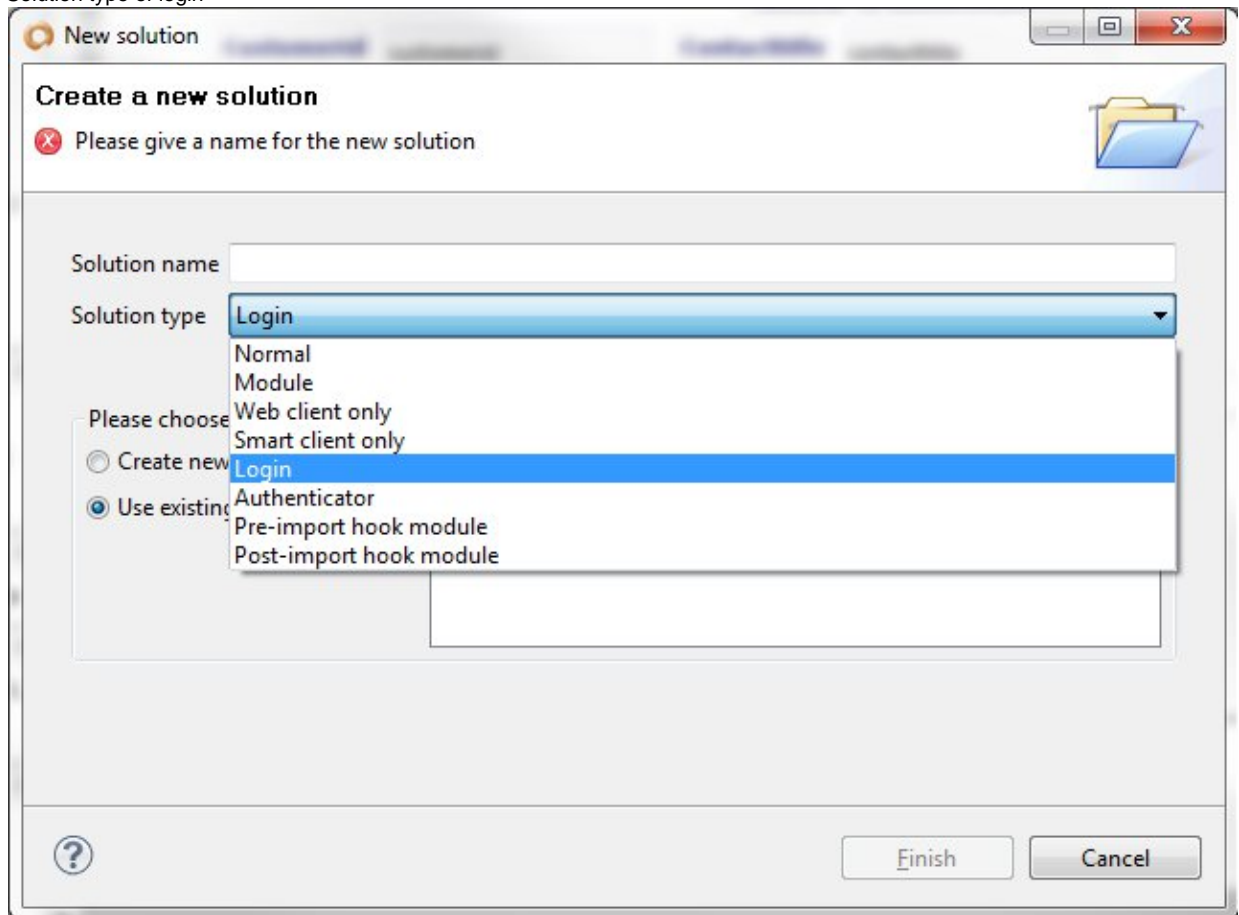 New solution
Create a new solution
Please give a name for the new solution
Solution name
Solution type Login
Normal
Module
Web client only
Smart client only
Login
Authenticator
Pre-import hook module
Post-import hook module
Please choose
Create new
Use existing
Finish
Cancel